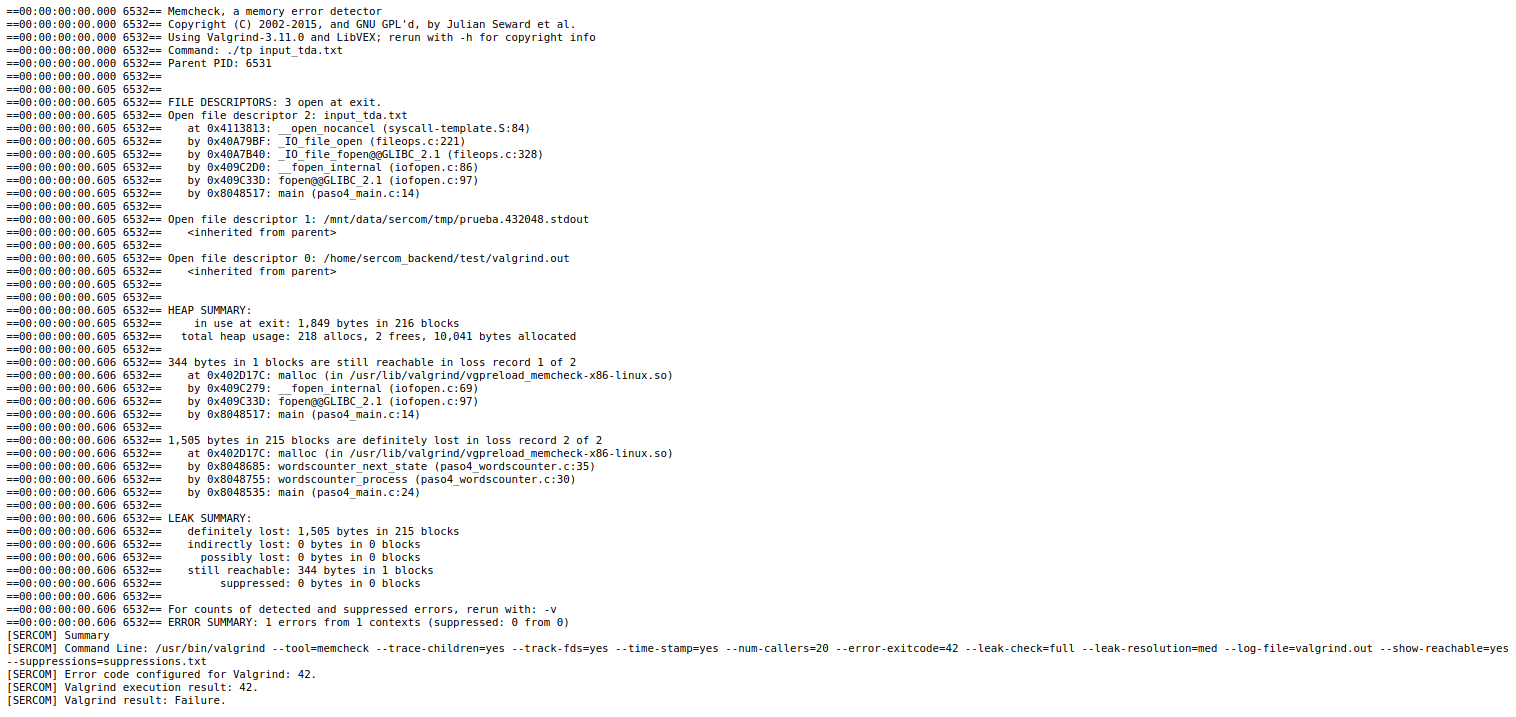 ==00:00:00:00.000 6532== Memcheck, a memory error detector
==00:00:00:00.000 6532== Copyright (C) 2002-2015, and GNU GPL'd, by Julian Seward et al.
==00:00:00:00.000 6532== Using Valgrind-3.11.0 and LibVEX; rerun with -h for copyright info
==00:00:00:00.000 6532== Command: ./tp input_tda.txt
==00:00:00:00.000 6532== Parent PID: 6531
==00:00:00:00.000 6532==
==00:00:00:00.605 6532==
==00:00:00:00.605 6532== FILE DESCRIPTORS: 3 open at exit.
==00:00:00:00.605 6532== Open file descriptor 2: input_tda.txt
==00:00:00:00.605 6532==    at 0x4113813: __open_nocancel (syscall-template.S:84)
==00:00:00:00.605 6532==    by 0x40A79BF: _IO_file_open (fileops.c:221)
==00:00:00:00.605 6532==    by 0x40A7B40: _IO_file_fopen@@GLIBC_2.1 (fileops.c:328)
==00:00:00:00.605 6532==    by 0x409C2D0: __fopen_internal (iofopen.c:86)
==00:00:00:00.605 6532==    by 0x409C33D: fopen@@GLIBC_2.1 (iofopen.c:97)
==00:00:00:00.605 6532==    by 0x8048517: main (paso4_main.c:14)
==00:00:00:00.605 6532==
==00:00:00:00.605 6532== Open file descriptor 1: /mnt/data/sercom/tmp/prueba.432048.stdout
==00:00:00:00.605 6532==    <inherited from parent>
==00:00:00:00.605 6532==
==00:00:00:00.605 6532== Open file descriptor 0: /home/sercom_backend/test/valgrind.out
==00:00:00:00.605 6532==    <inherited from parent>
==00:00:00:00.605 6532==
==00:00:00:00.605 6532==
==00:00:00:00.605 6532== HEAP SUMMARY:
==00:00:00:00.605 6532==     in use at exit: 1,849 bytes in 216 blocks
==00:00:00:00.605 6532==   total heap usage: 218 allocs, 2 frees, 10,041 bytes allocated
==00:00:00:00.605 6532==
==00:00:00:00.606 6532== 344 bytes in 1 blocks are still reachable in loss record 1 of 2
==00:00:00:00.606 6532==    at 0x402D17C: malloc (in /usr/lib/valgrind/vgpreload_memcheck-x86-linux.so)
==00:00:00:00.606 6532==    by 0x409C279: __fopen_internal (iofopen.c:69)
==00:00:00:00.606 6532==    by 0x409C33D: fopen@@GLIBC_2.1 (iofopen.c:97)
==00:00:00:00.606 6532==    by 0x8048517: main (paso4_main.c:14)
==00:00:00:00.606 6532==
==00:00:00:00.606 6532== 1,505 bytes in 215 blocks are definitely lost in loss record 2 of 2
==00:00:00:00.606 6532==    at 0x402D17C: malloc (in /usr/lib/valgrind/vgpreload_memcheck-x86-linux.so)
==00:00:00:00.606 6532==    by 0x8048685: wordscounter_next_state (paso4_wordscounter.c:35)
==00:00:00:00.606 6532==    by 0x8048755: wordscounter_process (paso4_wordscounter.c:30)
==00:00:00:00.606 6532==    by 0x8048535: main (paso4_main.c:24)
==00:00:00:00.606 6532==
==00:00:00:00.606 6532== LEAK SUMMARY:
==00:00:00:00.606 6532==    definitely lost: 1,505 bytes in 215 blocks
==00:00:00:00.606 6532==    indirectly lost: 0 bytes in 0 blocks
==00:00:00:00.606 6532==      possibly lost: 0 bytes in 0 blocks
==00:00:00:00.606 6532==    still reachable: 344 bytes in 1 blocks
==00:00:00:00.606 6532==         suppressed: 0 bytes in 0 blocks
==00:00:00:00.606 6532==
==00:00:00:00.606 6532== For counts of detected and suppressed errors, rerun with: -v
==00:00:00:00.606 6532== ERROR SUMMARY: 1 errors from 1 contexts (suppressed: 0 from 0)
[SERCOM] Summary
[SERCOM] Command Line: /usr/bin/valgrind --tool=memcheck --trace-children=yes --track-fds=yes --time-stamp=yes --num-callers=20 --error-exitcode=42 --leak-check=full --leak-resolution=med --log-file=valgrind.out --show-reachable=yes
--suppressions=suppressions.txt
[SERCOM] Error code configured for Valgrind: 42.
[SERCOM] Valgrind execution result: 42.
[SERCOM] Valgrind result: Failure.